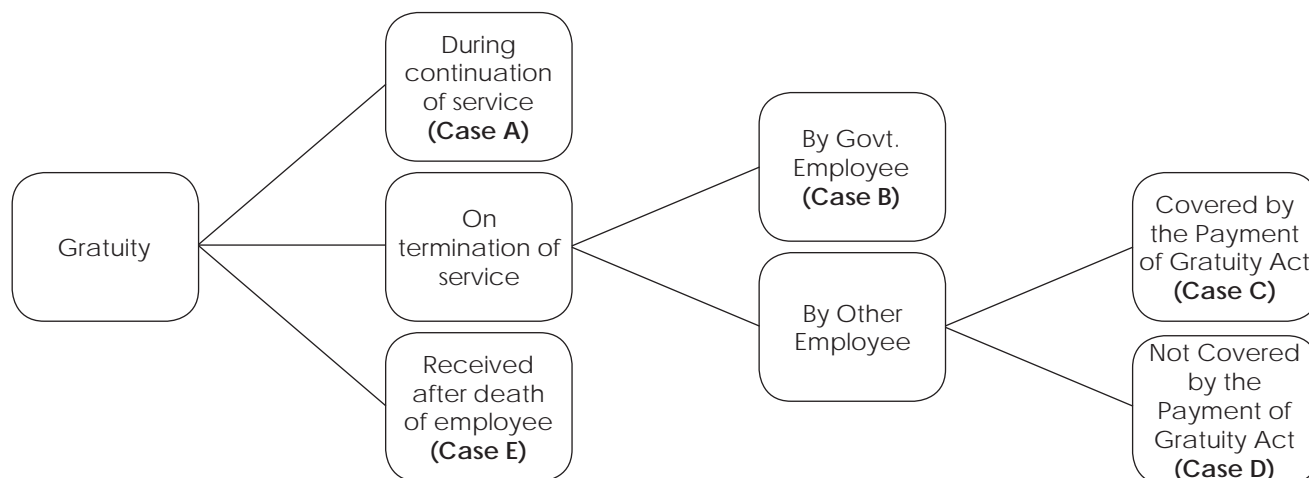 Gratuity
During
continuation
of service
(Case A)
On
termination of
service
Received
after death
of employee
(Case E)
By Govt.
Employee
(Case B)
By Other
Employee
Covered by
the Payment
of Gratuity Act
(Case C)
Not Covered
by the
Payment of
Gratuity Act
(Case D)